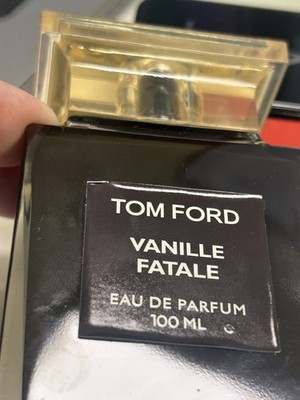 TOM FORD
VANILLE
FATALE
EAU DE PARFUM
100 ML